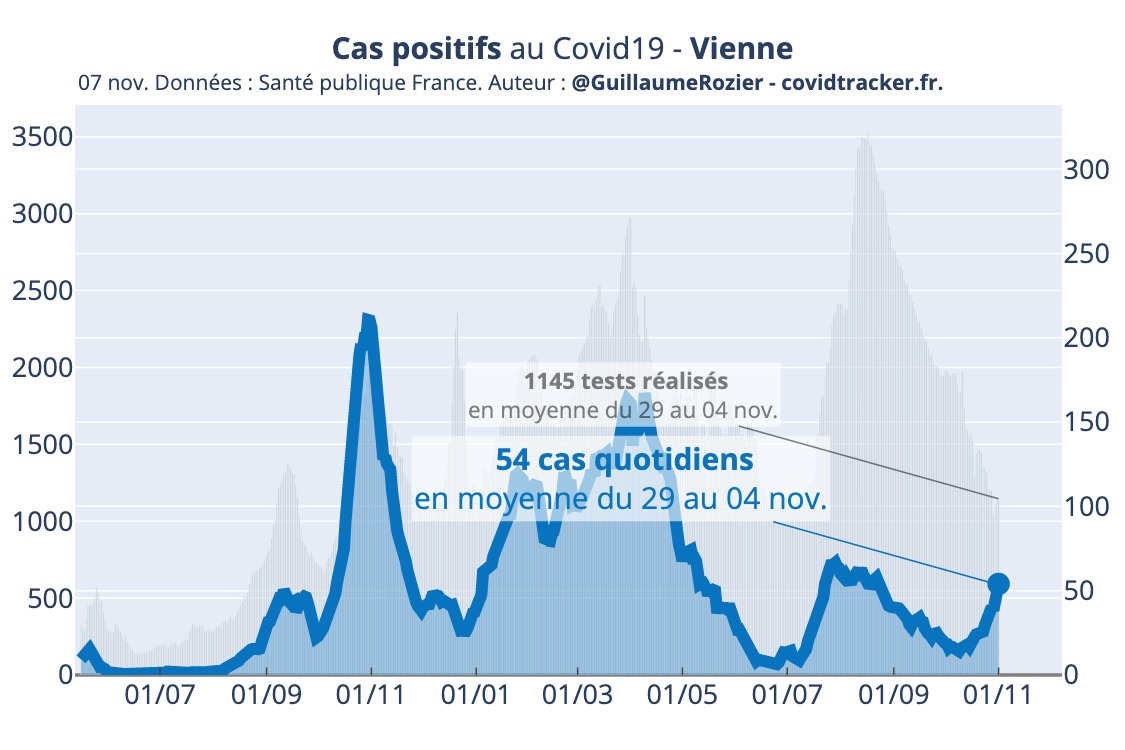 Cas positifs au Covid19 - Vienne
07 nov. Données : Santé publique France. Auteur : @GuillaumeRozier - covidtracker.fr.
3500
3000
2500
2000
1500
1000
500
0
300
250
200
150
100
50
0
1145 tests réalisés
en moyenne du 29 au 04 nov.
54 cas quotidiens
en moyenne du 29 au 04 nov.
01/07 01/09 01/11 01/01 01/03 01/05 01/07 01/09 01/11